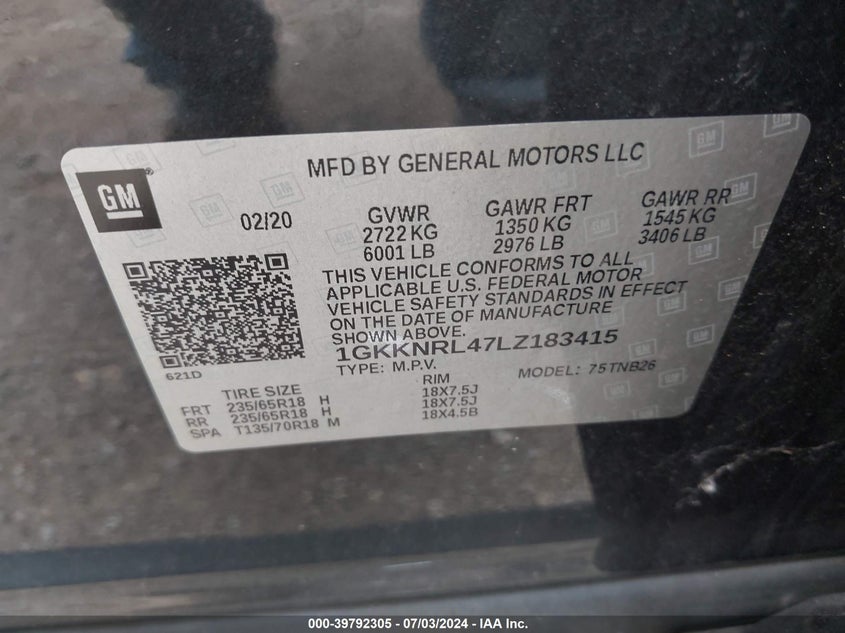 MFD BY GENERAL MOTORS LLC
GM
®
02/20
GVWR
2722 KG
6001 LB
GAWR FRT
1350 KG
2976 LB
GAWR RR
1545 KG
3406 LB
THIS VEHICLE CONFORMS TO ALL
APPLICABLE U.S. FEDERAL MOTOR
VEHICLE SAFETY STANDARDS IN EFFECT
ON THE DATE OF MANUFACTURE
SHOWN ABOVE.
1GKKNRL47LZ183415
TYPE: M.P.V.
MODEL: 75TNB26
621D
TIRE SIZE RIM
FRT 235/65R18 H 18X7.5J
RR 235/65R18 H 18X7.5J
SPA T135/70R18 M 18X4.5B
000-39792305 - 07/03/2024 - IAA Inc.